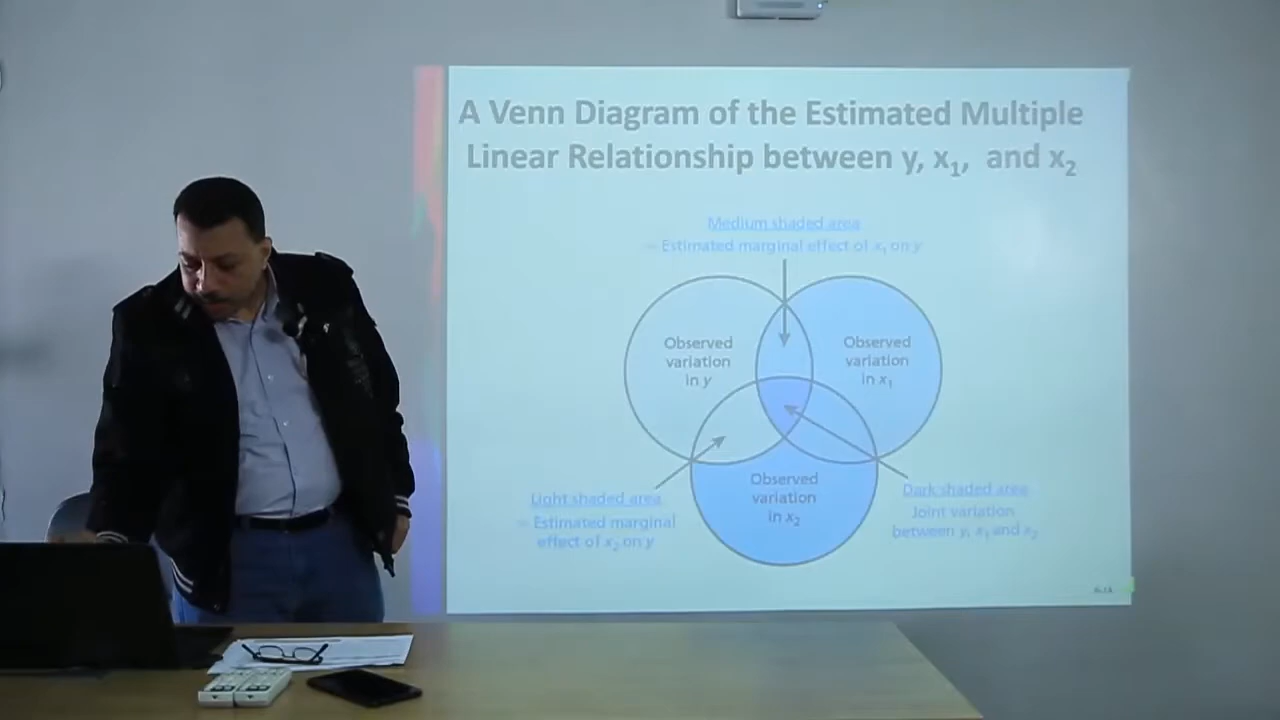 A Venn Diagram of the Estimated Multiple
Linear Relationship between y, x₁, and x₂
Medium shaded area
= Estimated marginal effect of x₁ on y
Observed
variation
in y
Observed
variation
in x₁
Observed
variation
in x₂
Light shaded area
= Estimated marginal
effect of x₂ on y
Dark shaded area
Joint variation
between y, x₁ and x₂